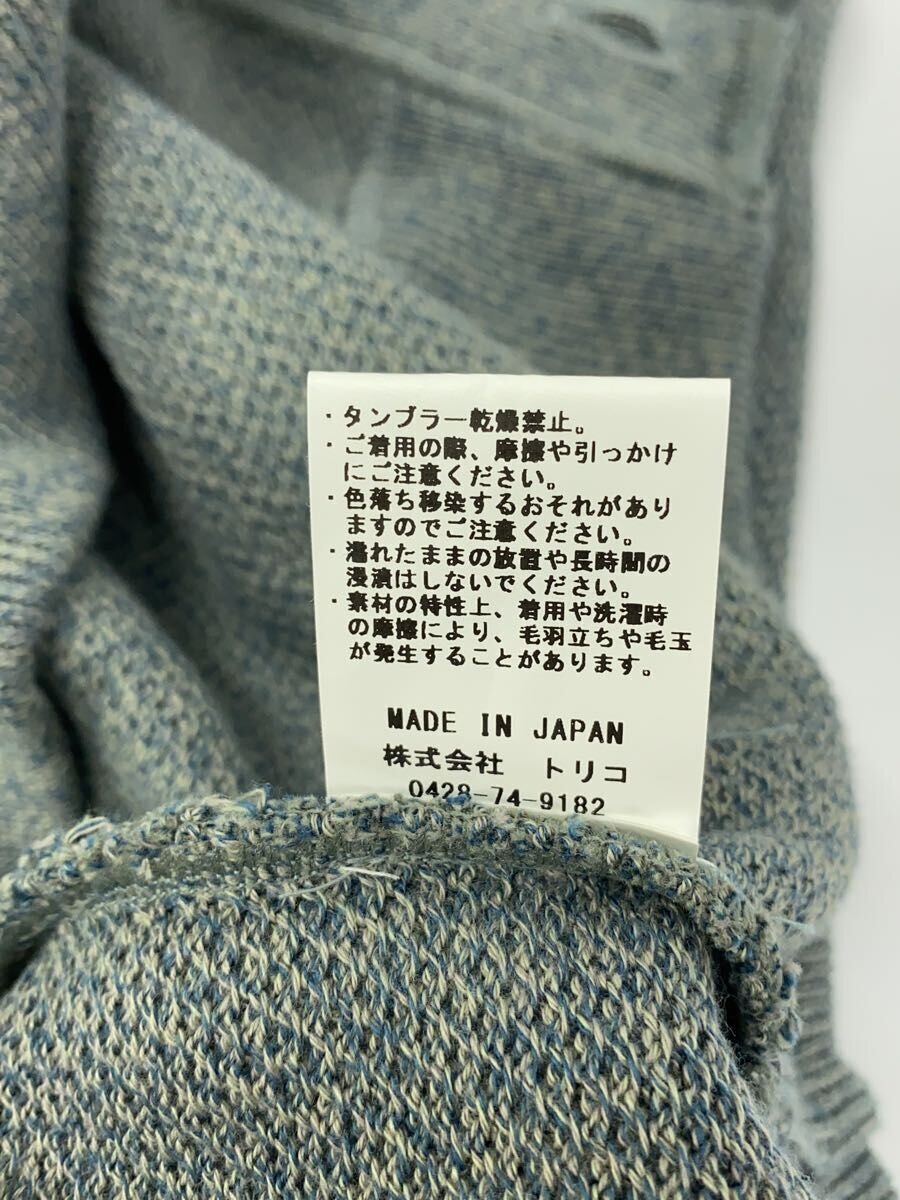 ・タンブラー乾燥禁止。
・ご着用の際、摩擦や引っかけ
にご注意ください。
・色落ち移染するおそれがあり
ますのでご注意ください。
・濡れたままの放置や長時間の
浸漬はしないでください。
・素材の特性上、着用や洗濯時
の摩擦により、毛羽立ちや毛玉
が発生することがあります。
MADE IN JAPAN
株式会社 トリコ
0428-74-9182